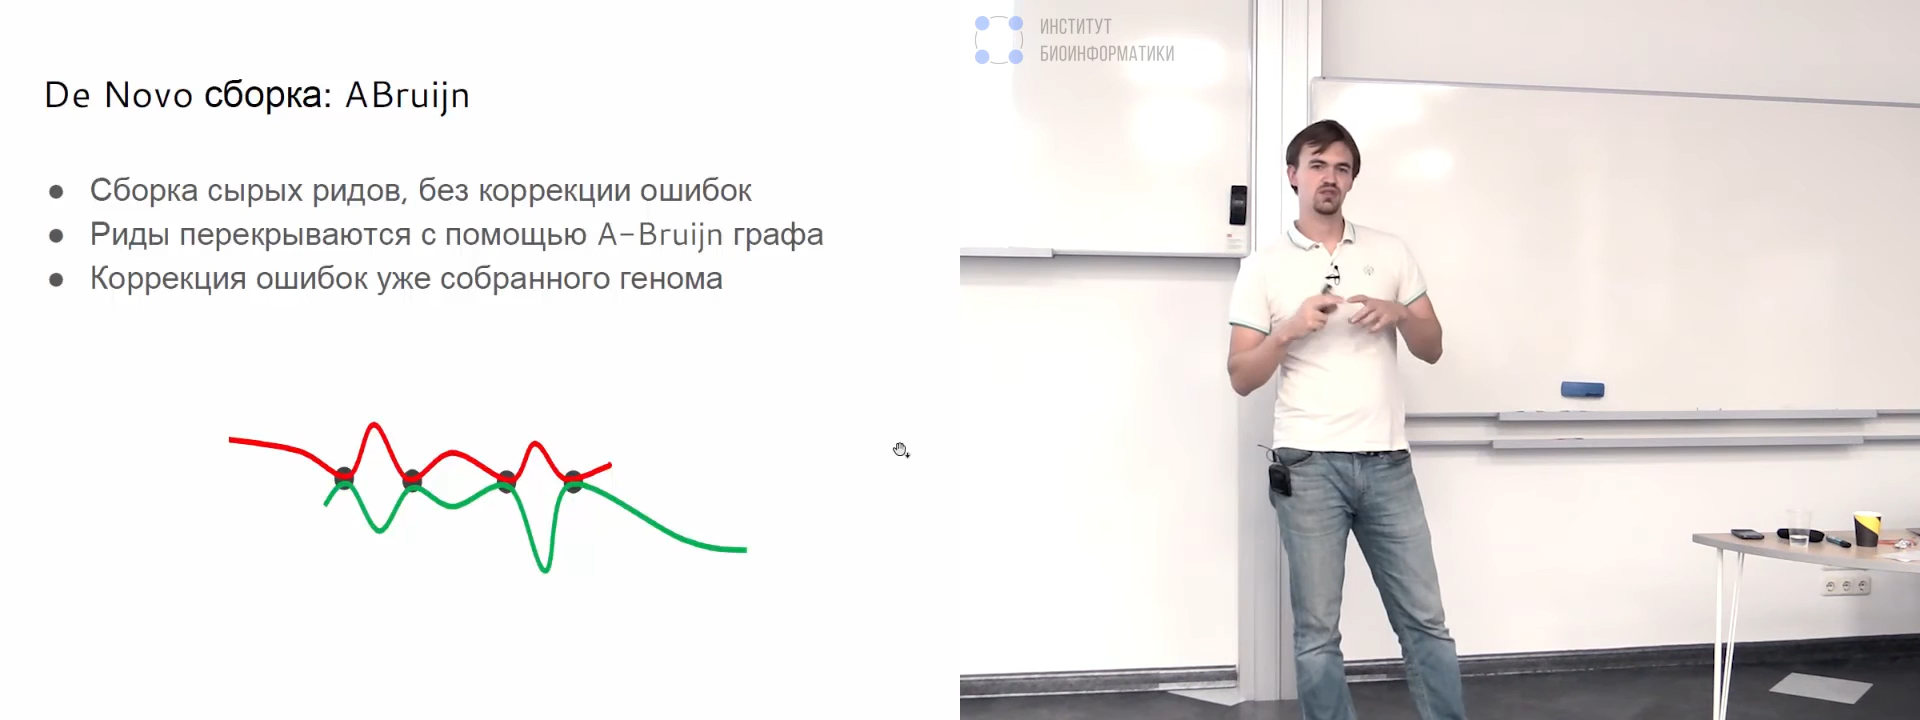 De Novo сборка: ABruijn
● Сборка сырых ридов, без коррекции ошибок
● Риды перекрываются с помощью A-Bruijn графа
● Коррекция ошибок уже собранного генома
ИНСТИТУТ
БИОИНФОРМАТИКИ